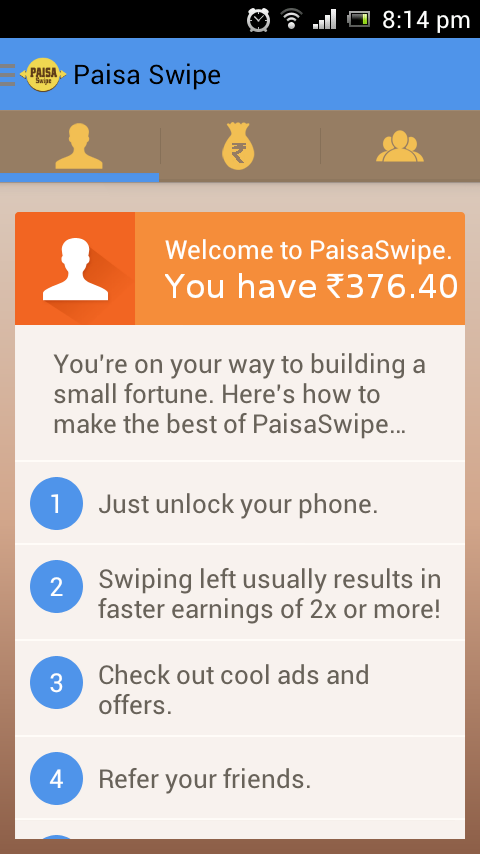 8:14 pm
PAISA
Swipe
Paisa Swipe
₹
Welcome to PaisaSwipe.
You have ₹376.40
You're on your way to building a
small fortune. Here's how to
make the best of PaisaSwipe...
1 Just unlock your phone.
2 Swiping left usually results in
faster earnings of 2x or more!
3 Check out cool ads and
offers.
4 Refer your friends.